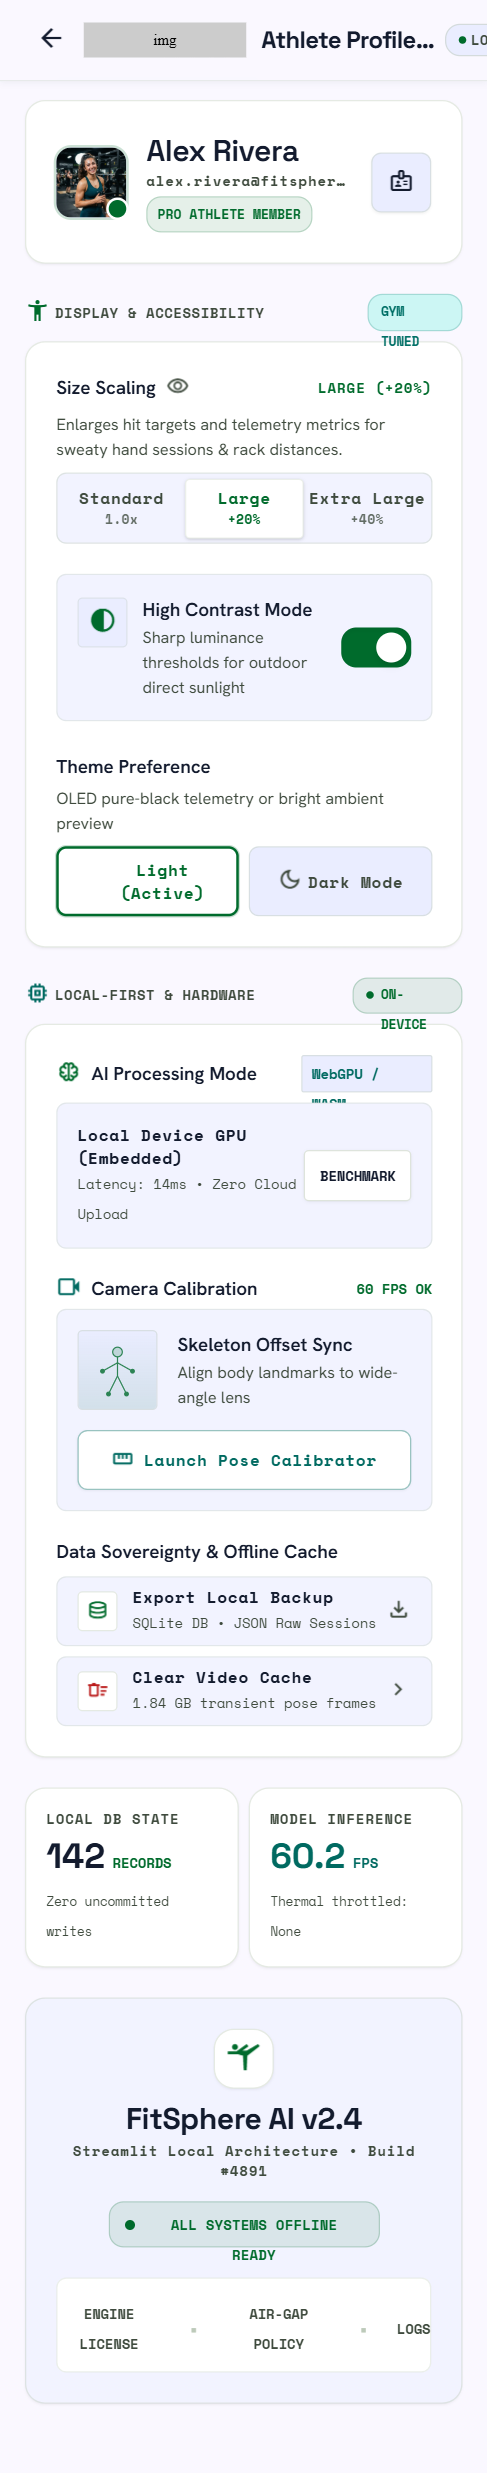 img
Athlete Profile...
LO
Alex Rivera
alex.rivera@fitspher…
PRO ATHLETE MEMBER
DISPLAY & ACCESSIBILITY
GYM
TUNED
Size Scaling
LARGE (+20%)
Enlarges hit targets and telemetry metrics for
sweaty hand sessions & rack distances.
Standard
Large
Extra Large
1.0x
+20%
+40%
High Contrast Mode
Sharp luminance
thresholds for outdoor
direct sunlight
Theme Preference
OLED pure-black telemetry or bright ambient
preview
Light
(Active)
Dark Mode
LOCAL-FIRST & HARDWARE
ON-
DEVICE
AI Processing Mode
WebGPU /
WASM
Local Device GPU
(Embedded)
Latency: 14ms • Zero Cloud
Upload
BENCHMARK
Camera Calibration
60 FPS OK
Skeleton Offset Sync
Align body landmarks to wide-
angle lens
Launch Pose Calibrator
Data Sovereignty & Offline Cache
Export Local Backup
SQLite DB • JSON Raw Sessions
Clear Video Cache
1.84 GB transient pose frames
LOCAL DB STATE
142 RECORDS
Zero uncommitted
writes
MODEL INFERENCE
60.2 FPS
Thermal throttled:
None
FitSphere AI v2.4
Streamlit Local Architecture • Build
#4891
ALL SYSTEMS OFFLINE
READY
ENGINE
LICENSE
AIR-GAP
POLICY
LOGS